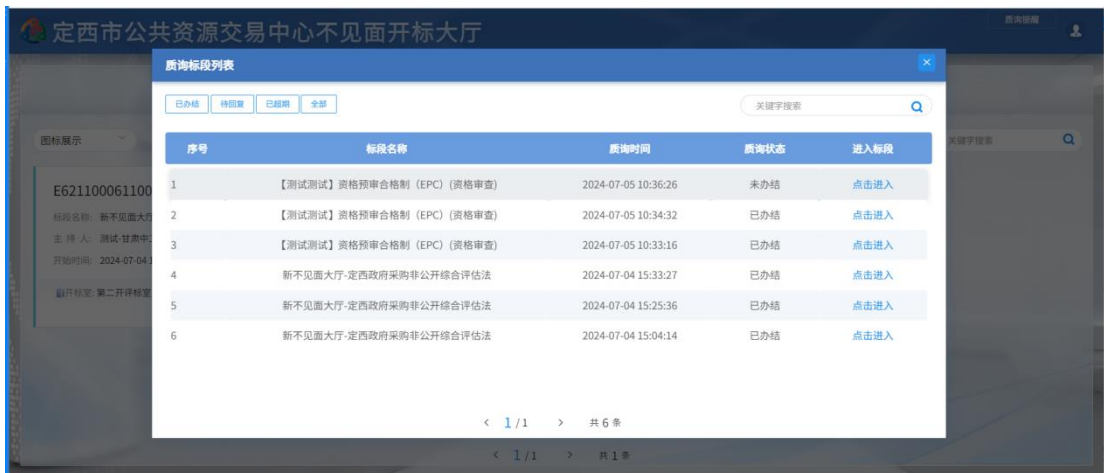 定西市公共资源交易中心不见面开标大厅
质询提醒
质询标段列表
已办结 待回复 已超期 全部 关键字搜索
图标展示 关键字搜索
序号 标段名称 质询时间 质询状态 进入标段
1 【测试测试】资格预审合格制（EPC）(资格审查) 2024-07-05 10:36:26 未办结 点击进入
2 【测试测试】资格预审合格制（EPC）(资格审查) 2024-07-05 10:34:32 已办结 点击进入
3 【测试测试】资格预审合格制（EPC）(资格审查) 2024-07-05 10:33:16 已办结 点击进入
4 新不见面大厅-定西政府采购非公开综合评估法 2024-07-04 15:33:27 已办结 点击进入
5 新不见面大厅-定西政府采购非公开综合评估法 2024-07-04 15:25:36 已办结 点击进入
6 新不见面大厅-定西政府采购非公开综合评估法 2024-07-04 15:04:14 已办结 点击进入
E621100061100
标段名称: 新不见面大厅
主 持 人: 测试-甘肃中
开始时间: 2024-07-04 1
开标室: 第二开评标室
< 1 / 1 > 共 6 条
< 1 / 1 > 共 1 条